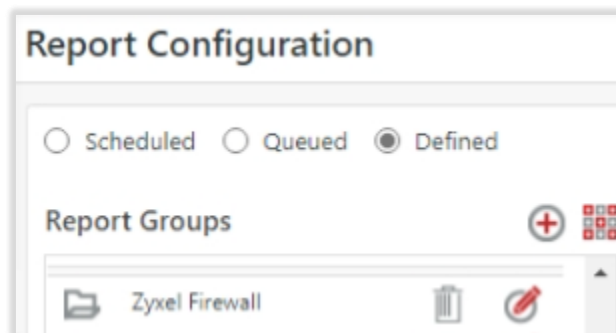 Report Configuration
Scheduled Queued Defined
Report Groups
Zyxel Firewall